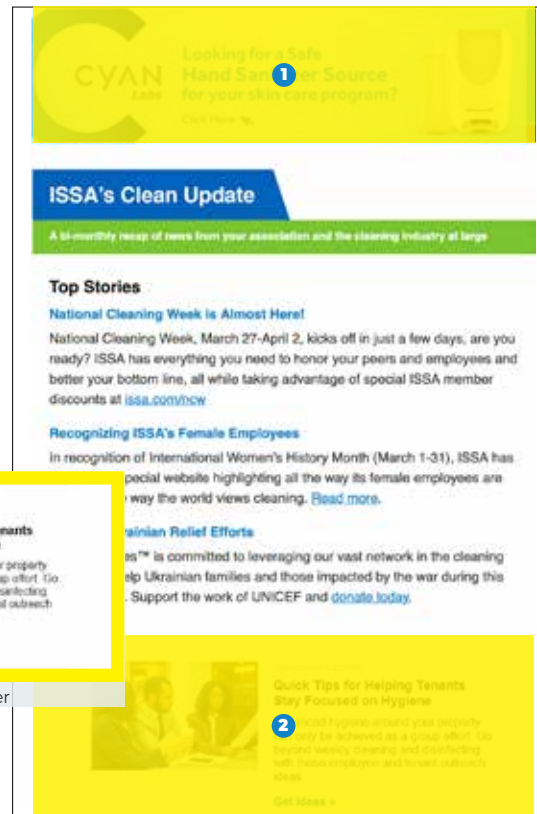 CYAN
Labs
Looking for a Safe
Hand San er Source
for your skin care program?
Click Here
1
ISSA's Clean Update
A bi-monthly recap of news from your association and the cleaning industry at large
Top Stories
National Cleaning Week is Almost Here!
National Cleaning Week, March 27-April 2, kicks off in just a few days, are you
ready? ISSA has everything you need to honor your peers and employees and
better your bottom line, all while taking advantage of special ISSA member
discounts at issa.com/ncw
Recognizing ISSA's Female Employees
In recognition of International Women's History Month (March 1-31), ISSA has
pecial website highlighting all the way its female employees are
way the world views cleaning. Read more.
rainian Relief Efforts
es™ is committed to leveraging our vast network in the cleaning
elp Ukrainian families and those impacted by the war during this
. Support the work of UNICEF and donate today.
nants
r property
up effort. Go
sinfecting
t outreach
er
Quick Tips for Helping Tenants
Stay Focused on Hygiene
2
nced hygiene around your property
only be achieved as a group effort. Go
beyond weekly cleaning and disinfecting
with these employee and tenant outreach
ideas.
Get Ideas »